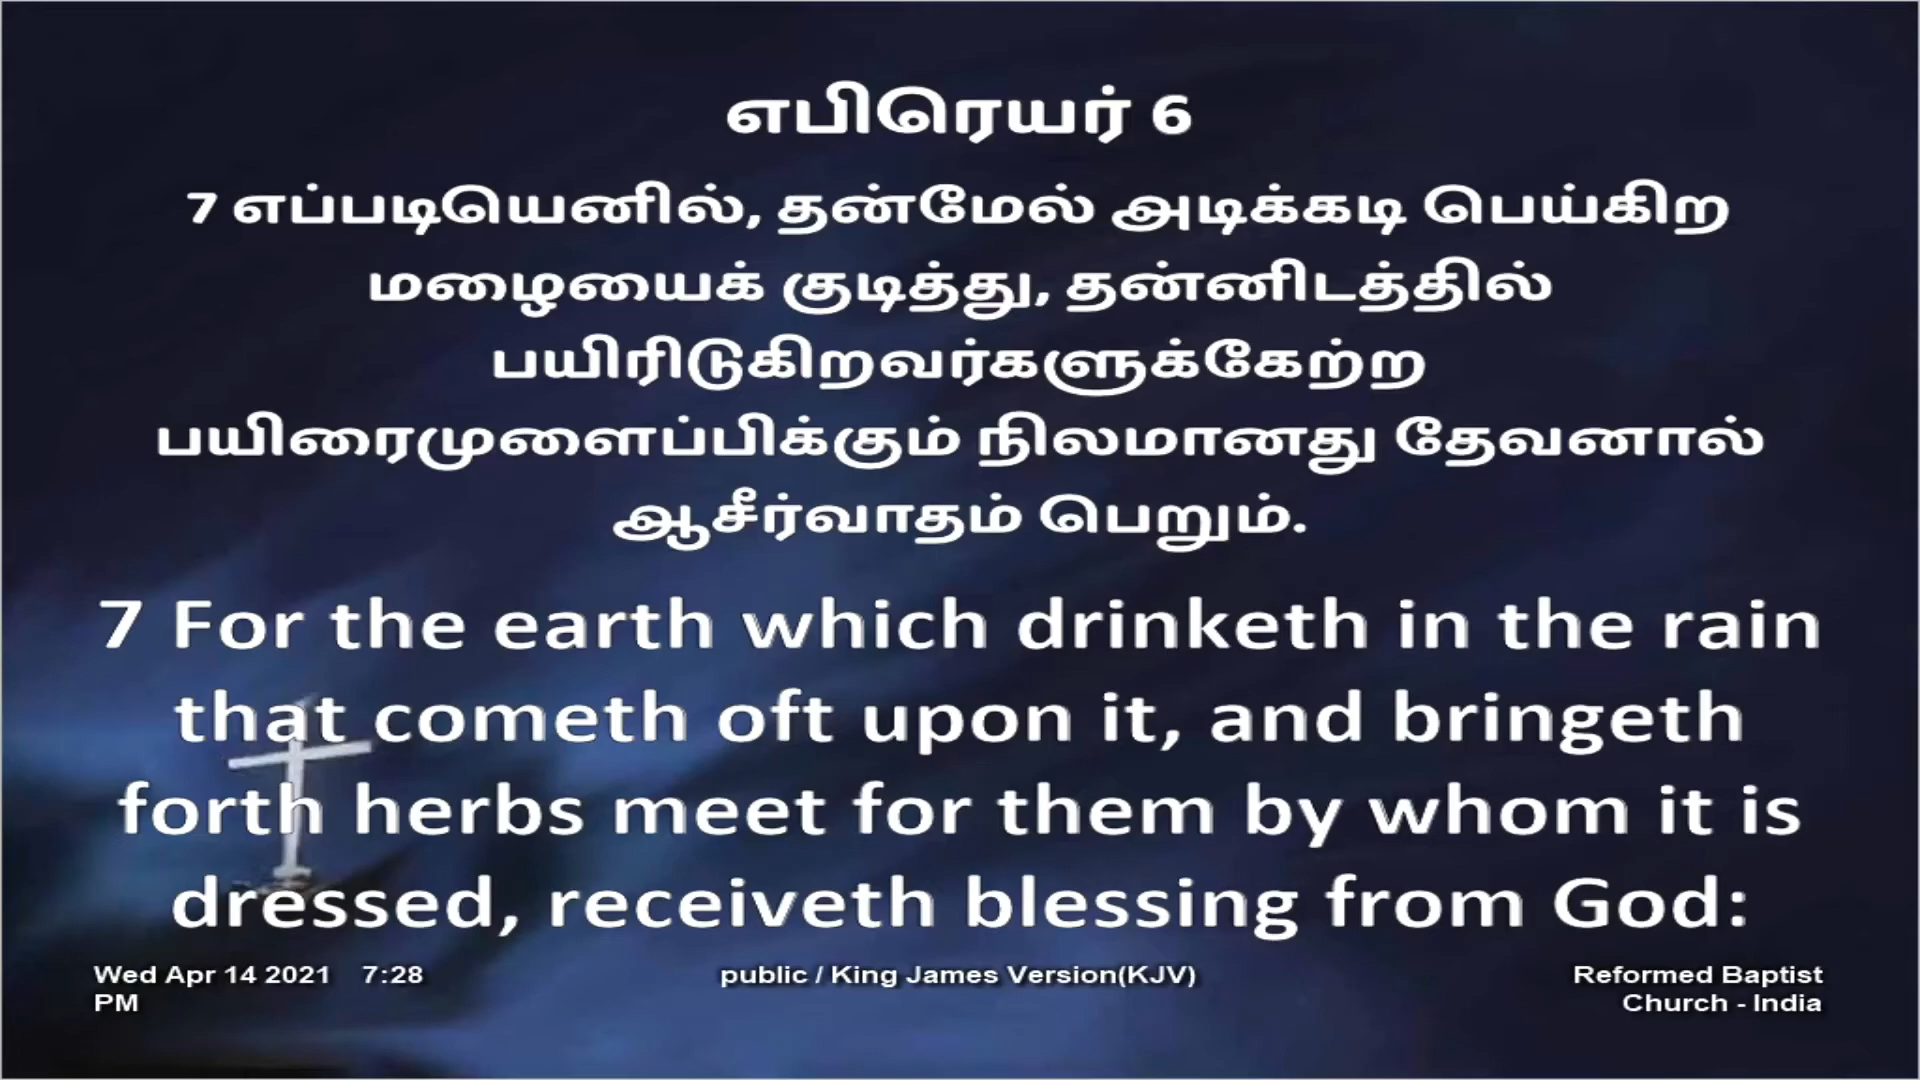 எபிரெயர் 6
7 எப்படியெனில், தன்மேல் அடிக்கடி பெய்கிற
மழையைக் குடித்து, தன்னிடத்தில்
பயிரிடுகிறவர்களுக்கேற்ற
பயிரைமுளைப்பிக்கும் நிலமானது தேவனால்
ஆசீர்வாதம் பெறும்.
7 For the earth which drinketh in the rain
that cometh oft upon it, and bringeth
forth herbs meet for them by whom it is
dressed, receiveth blessing from God:
Wed Apr 14 2021 7:28
PM
public / King James Version(KJV)
Reformed Baptist
Church - India